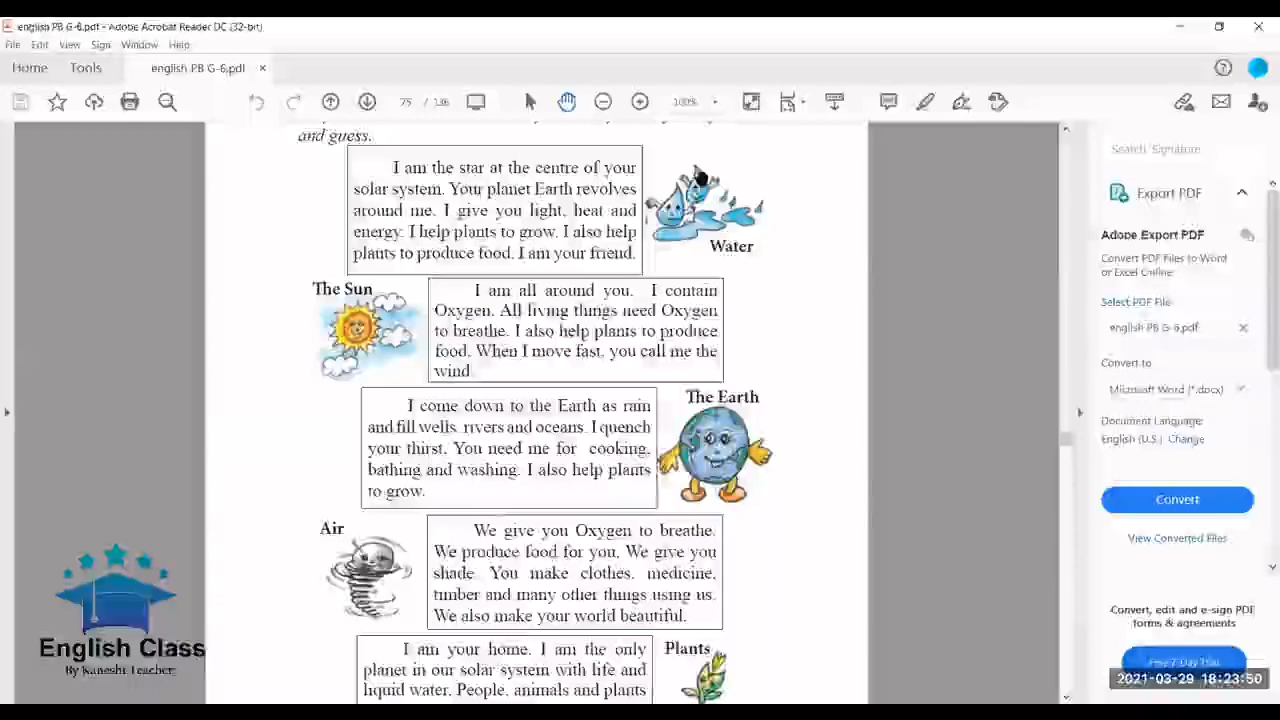 english PB G-6.pdf - Adobe Acrobat Reader DC (32-bit)
File Edit View Sign Window Help
Home Tools english PB G-6.pdf
75 / 136 100%
and guess.
I am the star at the centre of your
solar system. Your planet Earth revolves
around me. I give you light, heat and
energy. I help plants to grow. I also help
plants to produce food. I am your friend.
Water
The Sun
I am all around you. I contain
Oxygen. All living things need Oxygen
to breathe. I also help plants to produce
food. When I move fast, you call me the
wind
I come down to the Earth as rain
and fill wells, rivers and oceans. I quench
your thirst. You need me for cooking,
bathing and washing. I also help plants
to grow.
The Earth
Air
We give you Oxygen to breathe.
We produce food for you. We give you
shade. You make clothes, medicine,
timber and many other things using us.
We also make your world beautiful.
I am your home. I am the only
planet in our solar system with life and
liquid water. People, animals and plants
Plants
Search 'Signature'
Export PDF
Adobe Export PDF
Convert PDF Files to Word
or Excel Online
Select PDF File
english PB G-6.pdf
Convert to
Microsoft Word (*.docx)
Document Language:
English (U.S.) Change
Convert
View Converted Files
Convert, edit and e-sign PDF
forms & agreements
Free 7-Day Trial
2021-03-29 18:23:50
English Class
By Kaneshi Teacher